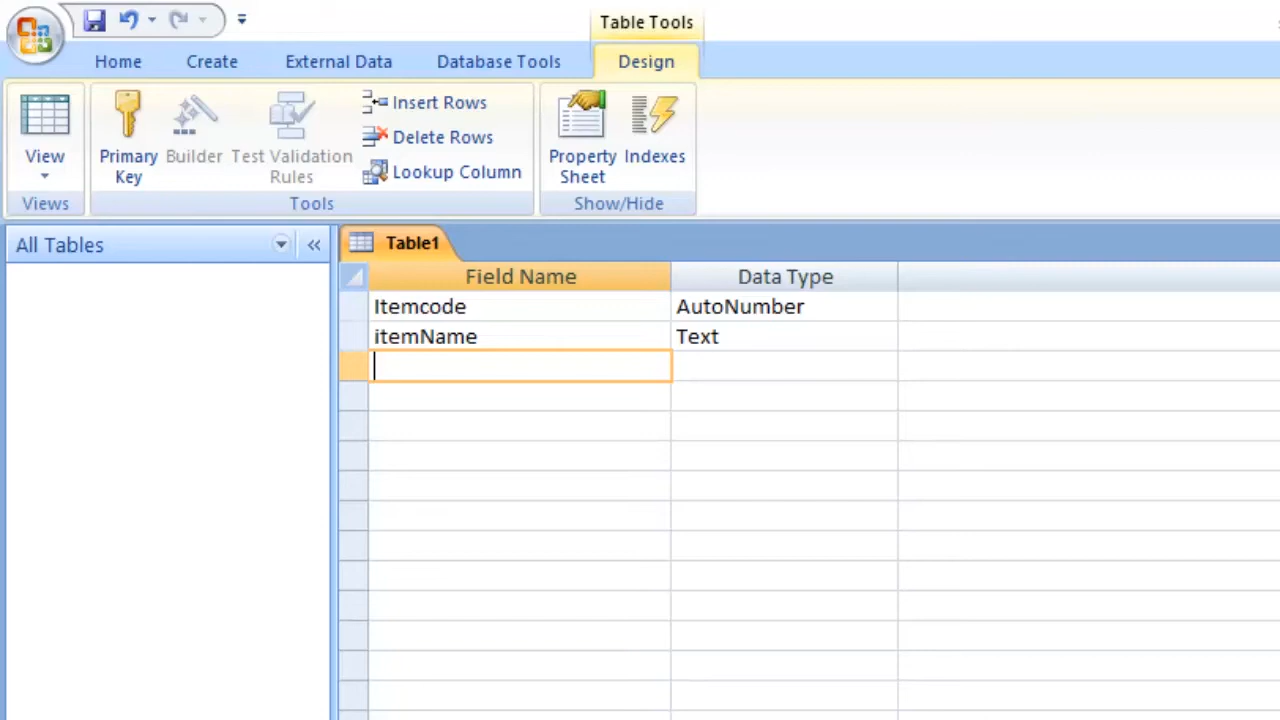 Table Tools
Home Create External Data Database Tools Design
View
Primary Key
Builder
Test Validation Rules
Insert Rows
Delete Rows
Lookup Column
Property Sheet
Indexes
Views Tools Show/Hide
All Tables
Table1
Field Name Data Type
Itemcode AutoNumber
itemName Text